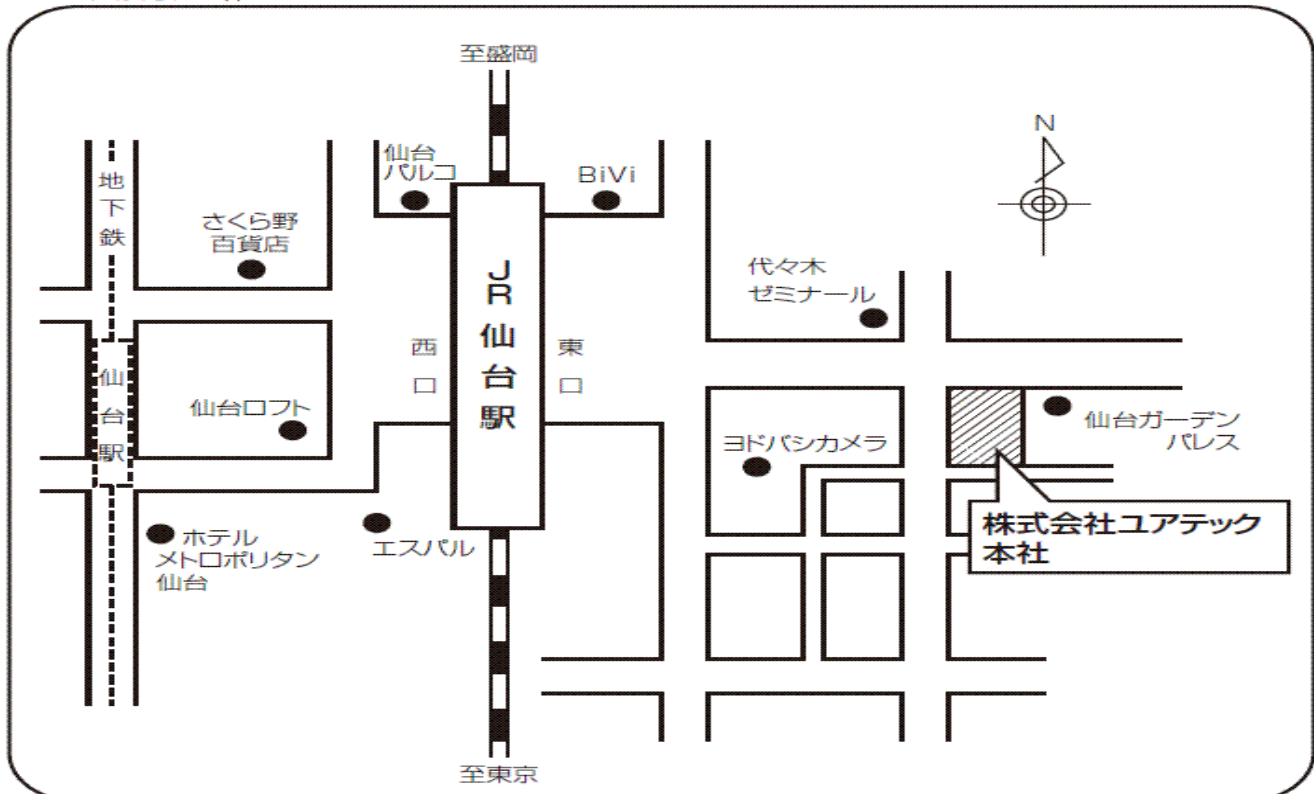 至盛岡
N
地下鉄
仙台
パルコ
BiVi
さくら野
百貨店
代々木
ゼミナール
JR仙台駅
西口
東口
仙台駅
仙台ロフト
ヨドバシカメラ
仙台ガーデン
パレス
株式会社ユアテック
本社
ホテル
メトロポリタン
仙台
エスパル
至東京